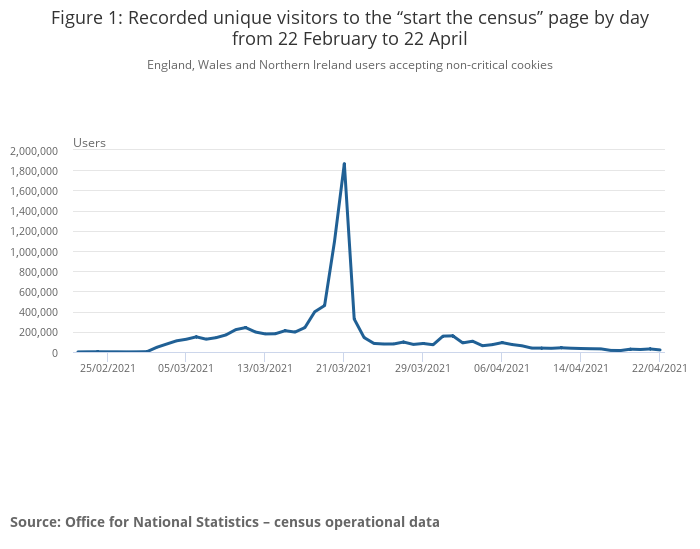 Figure 1: Recorded unique visitors to the “start the census” page by day
from 22 February to 22 April
England, Wales and Northern Ireland users accepting non-critical cookies
Users
2,000,000
1,800,000
1,600,000
1,400,000
1,200,000
1,000,000
800,000
600,000
400,000
200,000
0
25/02/2021 05/03/2021 13/03/2021 21/03/2021 29/03/2021 06/04/2021 14/04/2021 22/04/2021
Source: Office for National Statistics – census operational data